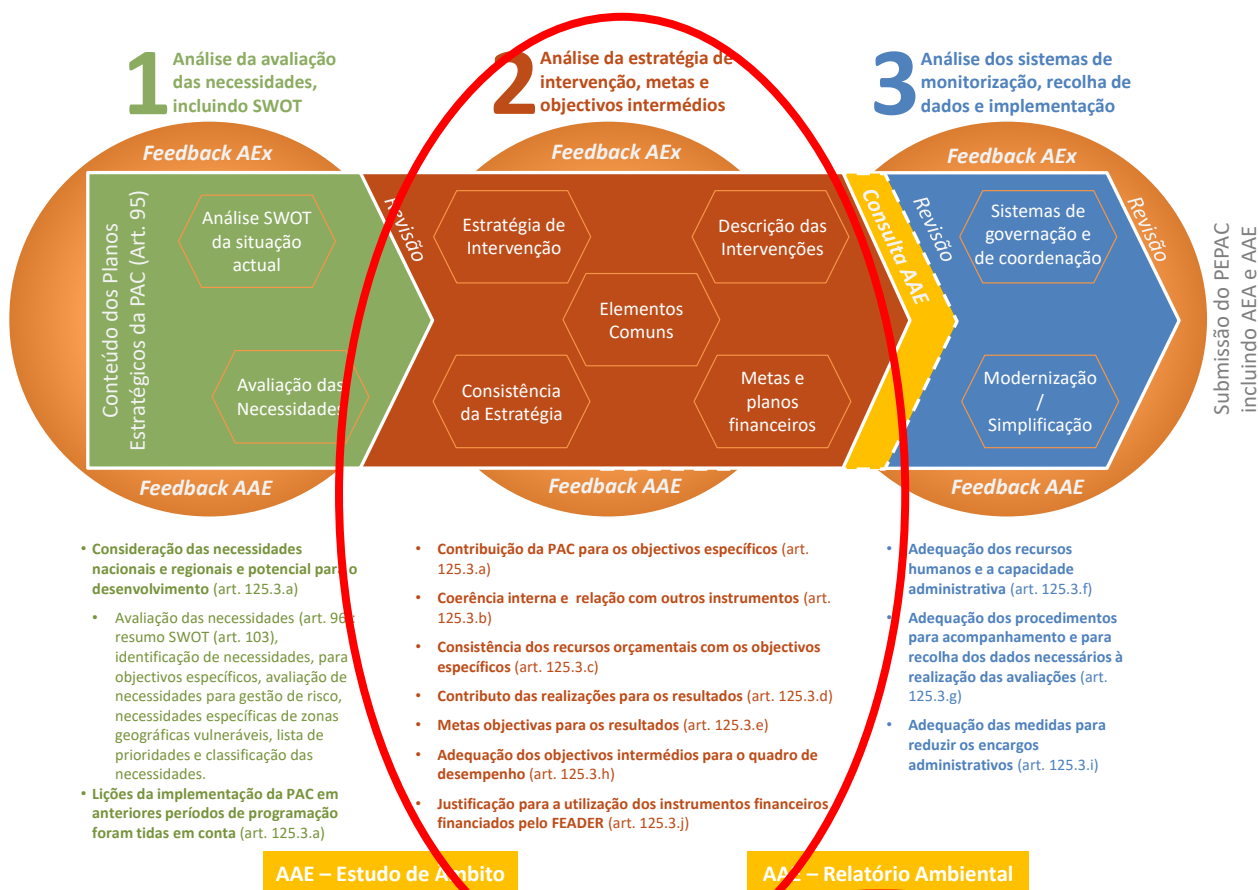 1
Análise da avaliação
das necessidades,
incluindo SWOT
2
Análise da estratégia de
intervenção, metas e
objectivos intermédios
3
Análise dos sistemas de
monitorização, recolha de
dados e implementação
Feedback AEx
Feedback AEx
Feedback AEx
Conteúdo dos Planos
Estratégicos da PAC (Art. 95)
Análise SWOT
da situação
actual
Avaliação das
Necessidades
Revisão
Estratégia de
Intervenção
Descrição das
Intervenções
Elementos
Comuns
Consistência
da Estratégia
Metas e
planos
financeiros
Consulta AAE
Revisão
Sistemas de
governação e
de coordenação
Modernização
/
Simplificação
Revisão
Submissão do PEPAC
incluindo AEA e AAE
Feedback AAE
Feedback AAE
Feedback AAE
• Consideração das necessidades
nacionais e regionais e potencial para o
desenvolvimento (art. 125.3.a)
• Avaliação das necessidades (art. 96:
resumo SWOT (art. 103),
identificação de necessidades, para
objectivos específicos, avaliação de
necessidades para gestão de risco,
necessidades específicas de zonas
geográficas vulneráveis, lista de
prioridades e classificação das
necessidades.
• Lições da implementação da PAC em
anteriores períodos de programação
foram tidas em conta (art. 125.3.a)
• Contribuição da PAC para os objectivos específicos (art.
125.3.a)
• Coerência interna e relação com outros instrumentos (art.
125.3.b)
• Consistência dos recursos orçamentais com os objectivos
específicos (art. 125.3.c)
• Contributo das realizações para os resultados (art. 125.3.d)
• Metas objectivas para os resultados (art. 125.3.e)
• Adequação dos objectivos intermédios para o quadro de
desempenho (art. 125.3.h)
• Justificação para a utilização dos instrumentos financeiros
financiados pelo FEADER (art. 125.3.j)
• Adequação dos recursos
humanos e a capacidade
administrativa (art. 125.3.f)
• Adequação dos procedimentos
para acompanhamento e para
recolha dos dados necessários à
realização das avaliações (art.
125.3.g)
• Adequação das medidas para
reduzir os encargos
administrativos (art. 125.3.i)
AAE – Estudo de Âmbito
AAE – Relatório Ambiental